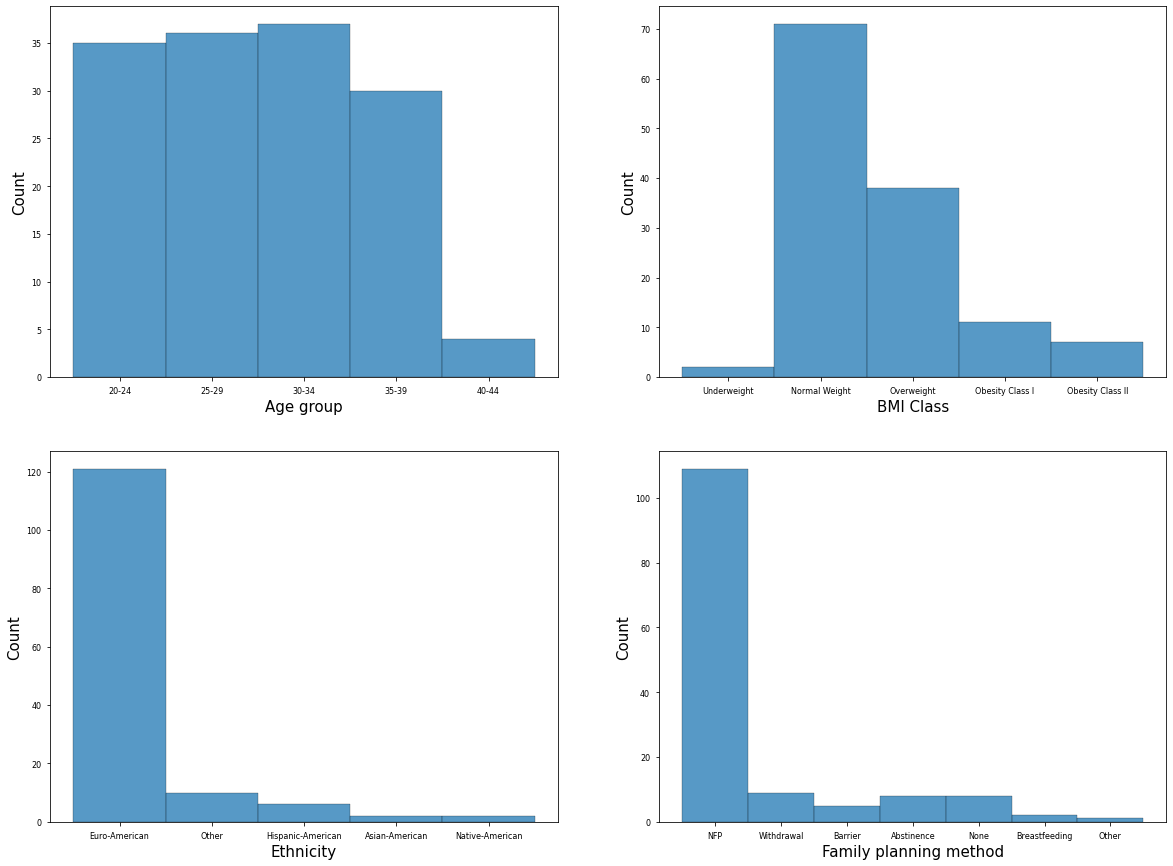 35
30
25
20
15
10
5
0
Count
20-24 25-29 30-34 35-39 40-44
Age group
70
60
50
40
30
20
10
0
Count
Underweight Normal Weight Overweight Obesity Class I Obesity Class II
BMI Class
120
100
80
60
40
20
0
Count
Euro-American Other Hispanic-American Asian-American Native-American
Ethnicity
100
80
60
40
20
0
Count
NFP Withdrawal Barrier Abstinence None Breastfeeding Other
Family planning method